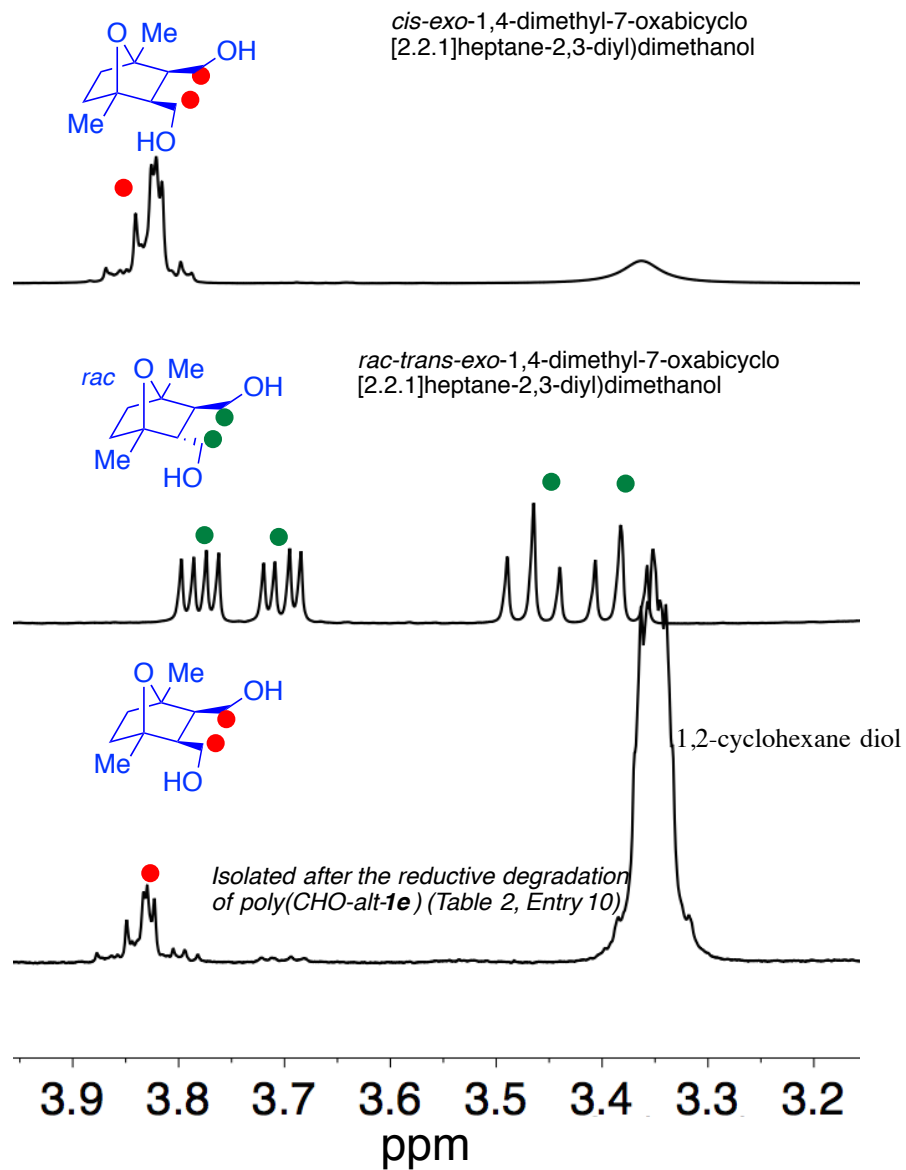 cis-exo-1,4-dimethyl-7-oxabicyclo
[2.2.1]heptane-2,3-diyl)dimethanol
O
Me
OH
Me
HO
rac-trans-exo-1,4-dimethyl-7-oxabicyclo
[2.2.1]heptane-2,3-diyl)dimethanol
rac
O
Me
OH
Me
HO
O
Me
OH
Me
HO
1,2-cyclohexane diol
Isolated after the reductive degradation
of poly(CHO-alt-1e) (Table 2, Entry 10)
3.9 3.8 3.7 3.6 3.5 3.4 3.3 3.2
ppm